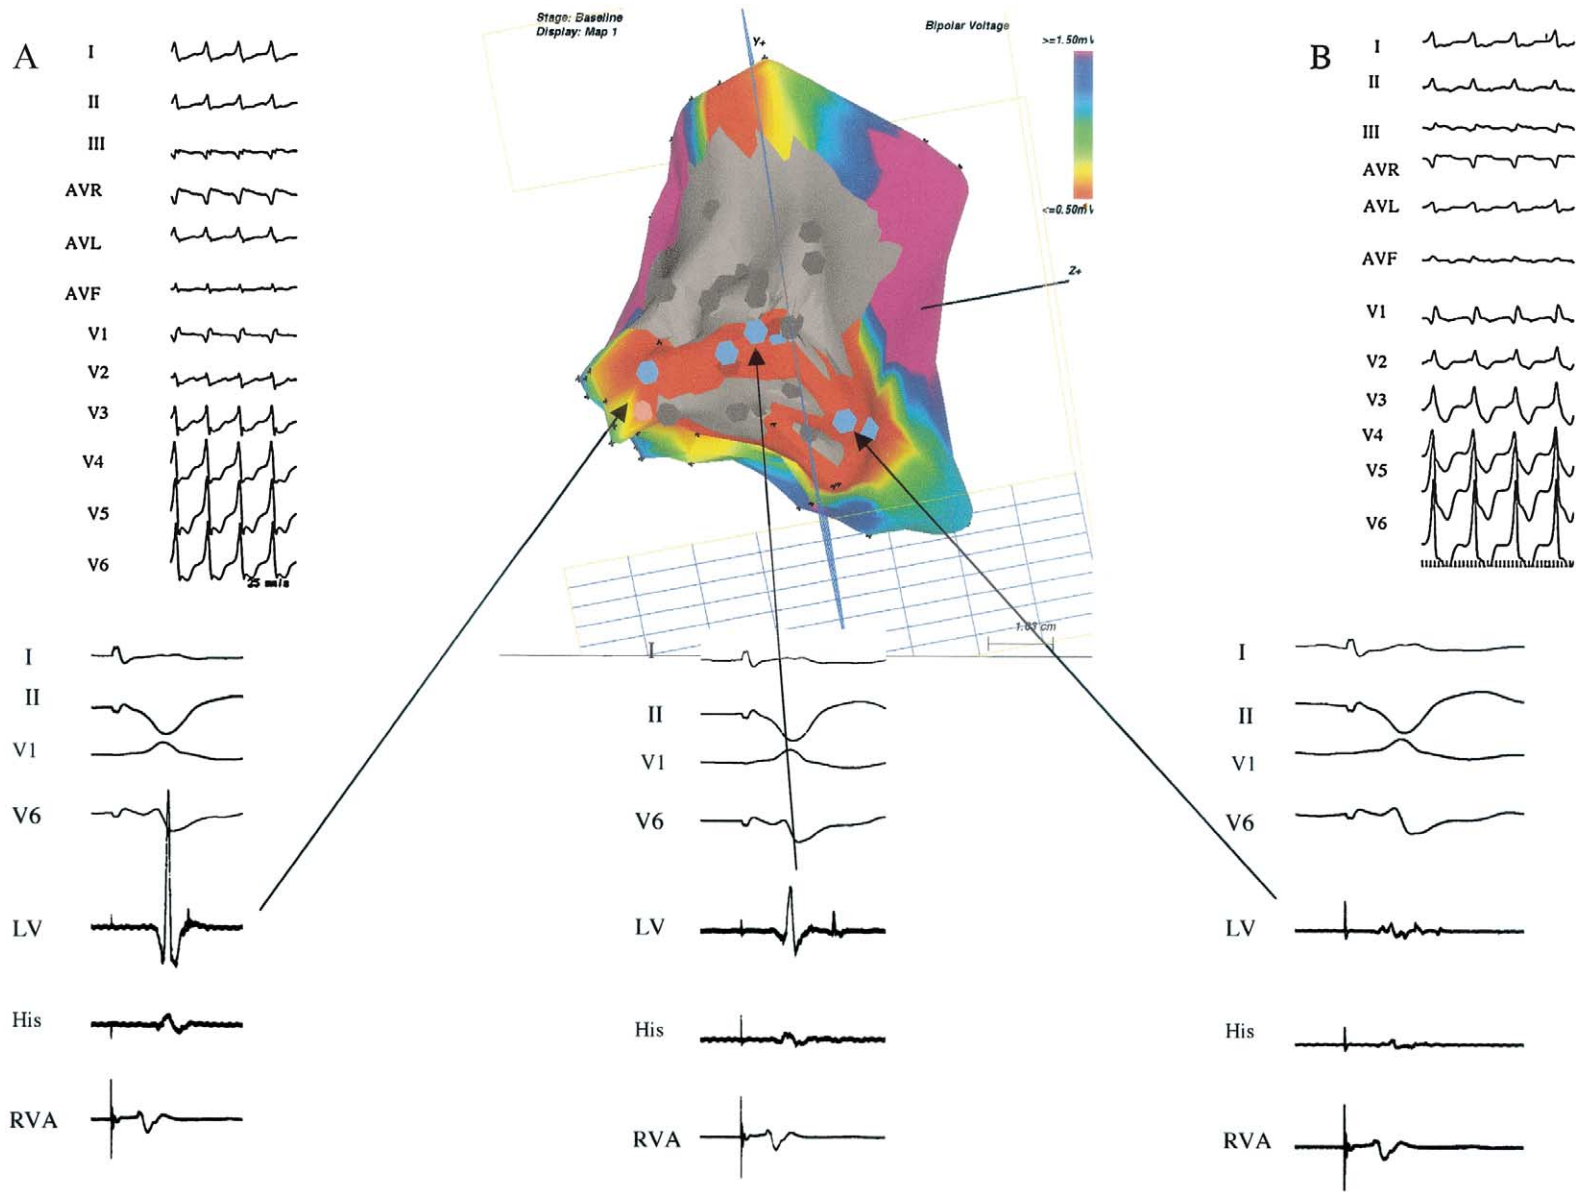 A
I
II
III
AVR
AVL
AVF
V1
V2
V3
V4
V5
V6
25 mm/s
Stage: Baseline
Display: Map 1
Bipolar Voltage
>=1.50mV
<=0.50mV
Y+
Z+
1.63 cm
B
I
II
III
AVR
AVL
AVF
V1
V2
V3
V4
V5
V6
I
II
V1
V6
LV
His
RVA
I
II
V1
V6
LV
His
RVA
I
II
V1
V6
LV
His
RVA